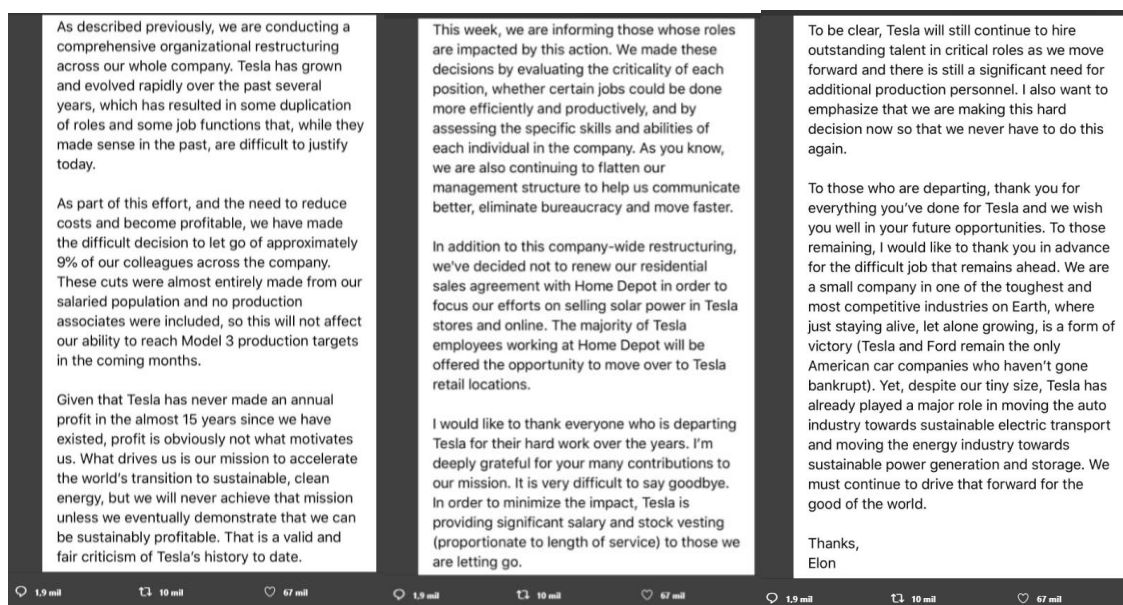 As described previously, we are conducting a
comprehensive organizational restructuring
across our whole company. Tesla has grown
and evolved rapidly over the past several
years, which has resulted in some duplication
of roles and some job functions that, while they
made sense in the past, are difficult to justify
today.
As part of this effort, and the need to reduce
costs and become profitable, we have made
the difficult decision to let go of approximately
9% of our colleagues across the company.
These cuts were almost entirely made from our
salaried population and no production
associates were included, so this will not affect
our ability to reach Model 3 production targets
in the coming months.
Given that Tesla has never made an annual
profit in the almost 15 years since we have
existed, profit is obviously not what motivates
us. What drives us is our mission to accelerate
the world's transition to sustainable, clean
energy, but we will never achieve that mission
unless we eventually demonstrate that we can
be sustainably profitable. That is a valid and
fair criticism of Tesla's history to date.
1,9 mil 10 mil 67 mil
This week, we are informing those whose roles
are impacted by this action. We made these
decisions by evaluating the criticality of each
position, whether certain jobs could be done
more efficiently and productively, and by
assessing the specific skills and abilities of
each individual in the company. As you know,
we are also continuing to flatten our
management structure to help us communicate
better, eliminate bureaucracy and move faster.
In addition to this company-wide restructuring,
we've decided not to renew our residential
sales agreement with Home Depot in order to
focus our efforts on selling solar power in Tesla
stores and online. The majority of Tesla
employees working at Home Depot will be
offered the opportunity to move over to Tesla
retail locations.
I would like to thank everyone who is departing
Tesla for their hard work over the years. I'm
deeply grateful for your many contributions to
our mission. It is very difficult to say goodbye.
In order to minimize the impact, Tesla is
providing significant salary and stock vesting
(proportionate to length of service) to those we
are letting go.
1,9 mil 10 mil 67 mil
To be clear, Tesla will still continue to hire
outstanding talent in critical roles as we move
forward and there is still a significant need for
additional production personnel. I also want to
emphasize that we are making this hard
decision now so that we never have to do this
again.
To those who are departing, thank you for
everything you've done for Tesla and we wish
you well in your future opportunities. To those
remaining, I would like to thank you in advance
for the difficult job that remains ahead. We are
a small company in one of the toughest and
most competitive industries on Earth, where
just staying alive, let alone growing, is a form of
victory (Tesla and Ford remain the only
American car companies who haven't gone
bankrupt). Yet, despite our tiny size, Tesla has
already played a major role in moving the auto
industry towards sustainable electric transport
and moving the energy industry towards
sustainable power generation and storage. We
must continue to drive that forward for the
good of the world.
Thanks,
Elon
1,9 mil 10 mil 67 mil